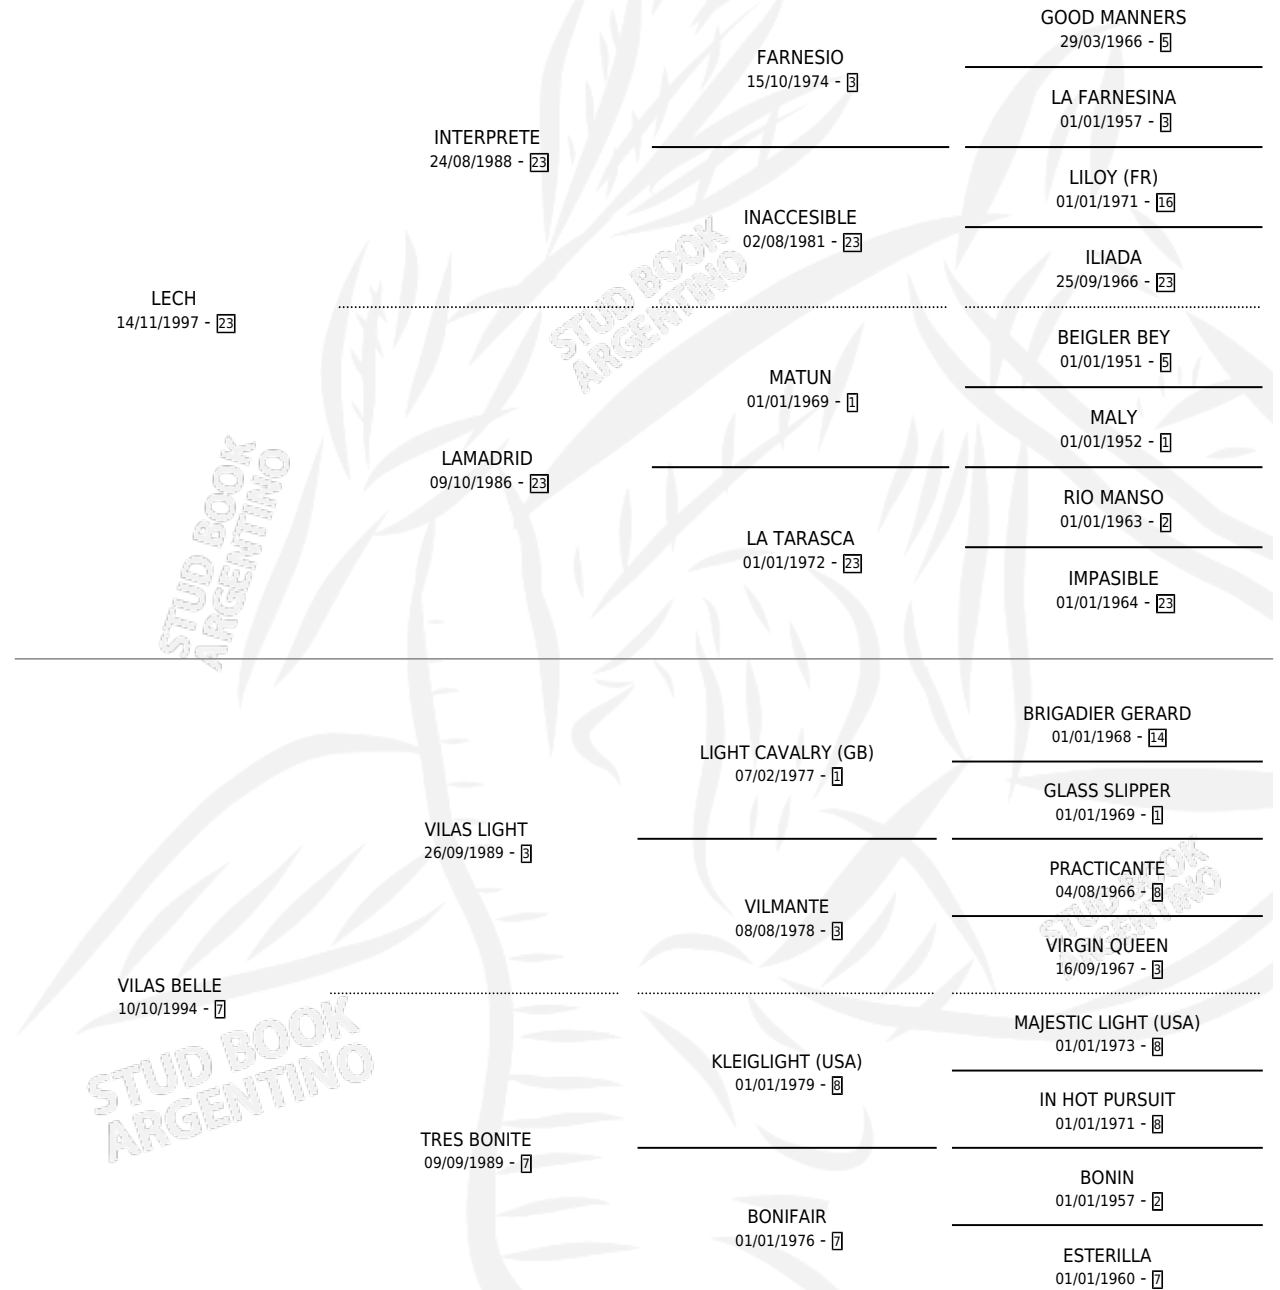 GOOD MANNERS
29/03/1966 - 5
FARNESIO
15/10/1974 - 3
LA FARNESINA
01/01/1957 - 3
INTERPRETE
24/08/1988 - 23
LILOY (FR)
01/01/1971 - 16
INACCESIBLE
02/08/1981 - 23
ILIADA
25/09/1966 - 23
LECH
14/11/1997 - 23
BEIGLER BEY
01/01/1951 - 5
MATUN
01/01/1969 - 1
MALY
01/01/1952 - 1
LAMADRID
09/10/1986 - 23
RIO MANSO
01/01/1963 - 2
LA TARASCA
01/01/1972 - 23
IMPASIBLE
01/01/1964 - 23
BRIGADIER GERARD
01/01/1968 - 14
LIGHT CAVALRY (GB)
07/02/1977 - 1
GLASS SLIPPER
01/01/1969 - 1
VILAS LIGHT
26/09/1989 - 3
PRACTICANTE
04/08/1966 - 8
VILMANTE
08/08/1978 - 3
VIRGIN QUEEN
16/09/1967 - 3
VILAS BELLE
10/10/1994 - 7
MAJESTIC LIGHT (USA)
01/01/1973 - 8
KLEIGLIGHT (USA)
01/01/1979 - 8
IN HOT PURSUIT
01/01/1971 - 8
TRES BONITE
09/09/1989 - 7
BONIN
01/01/1957 - 2
BONIFAIR
01/01/1976 - 7
ESTERILLA
01/01/1960 - 7
STUD BOOK
ARGENTINO
STUD BOOK
ARGENTINO
STUD BOOK
ARGENTINO
STUD BOOK
ARGENTINO